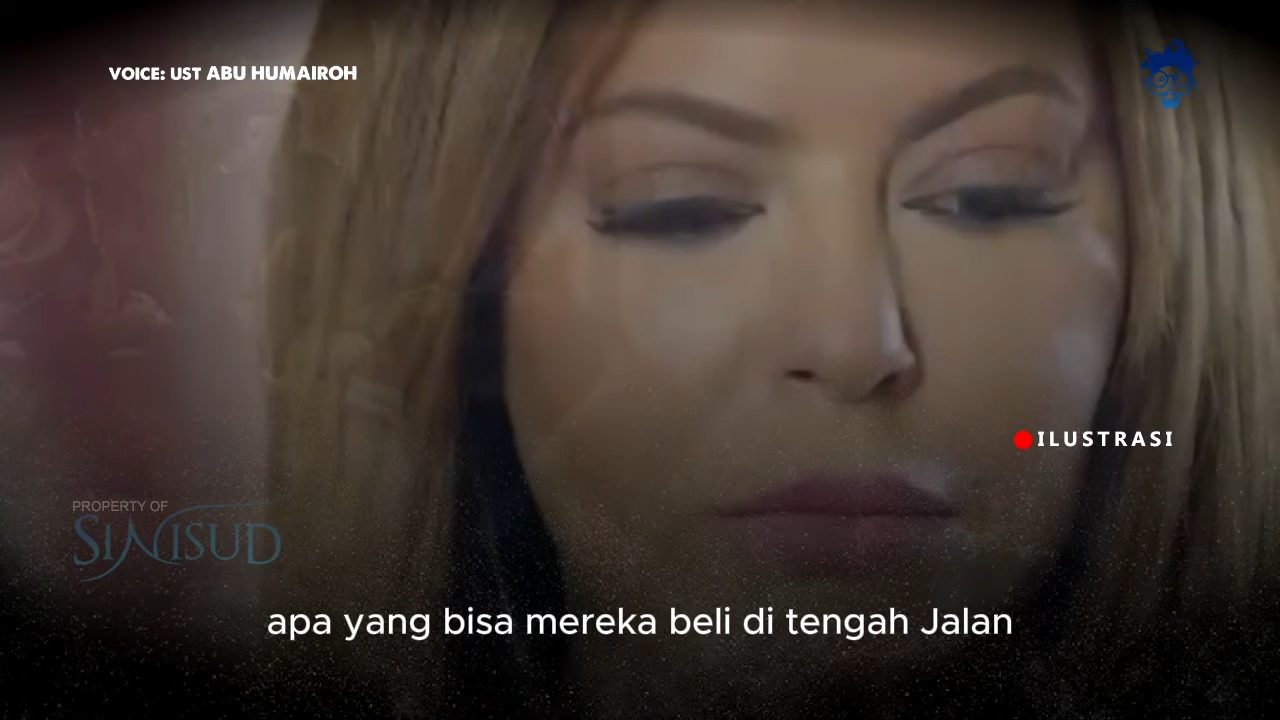 VOICE: UST ABU HUMAIROH
ILUSTRASI
PROPERTY OF
SINISUD
apa yang bisa mereka beli di tengah Jalan